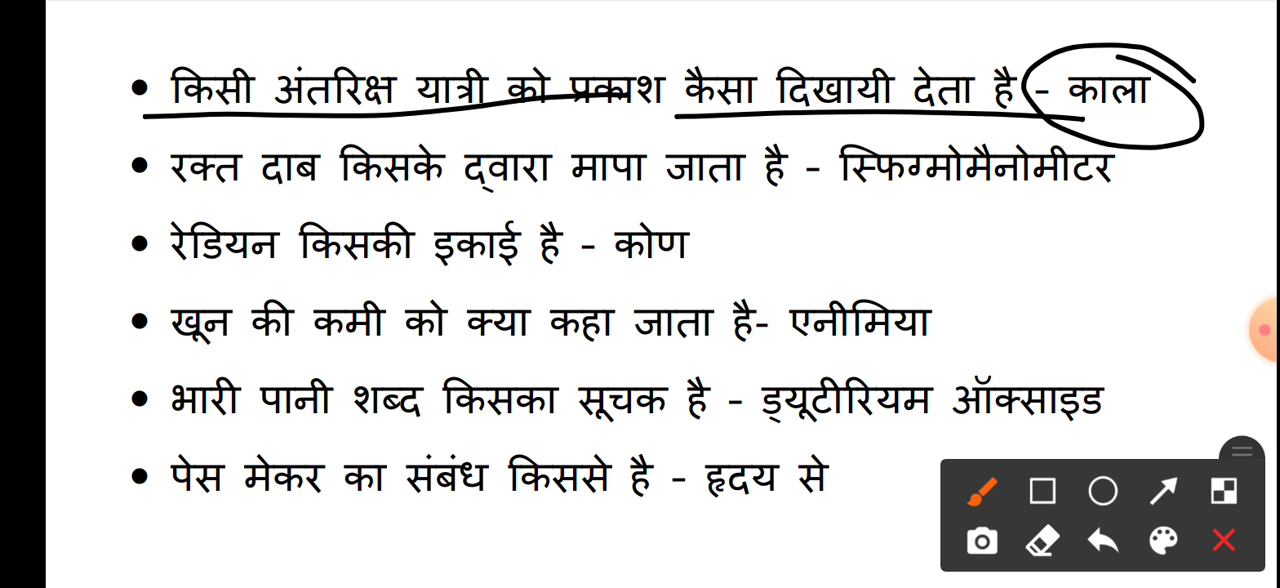 • किसी अंतरिक्ष यात्री को प्रकाश कैसा दिखायी देता है - काला
• रक्त दाब किसके द्वारा मापा जाता है - स्फिग्मोमैनोमीटर
• रेडियन किसकी इकाई है - कोण
• खून की कमी को क्या कहा जाता है- एनीमिया
• भारी पानी शब्द किसका सूचक है - ड्यूटीरियम ऑक्साइड
• पेस मेकर का संबंध किससे है - हृदय से